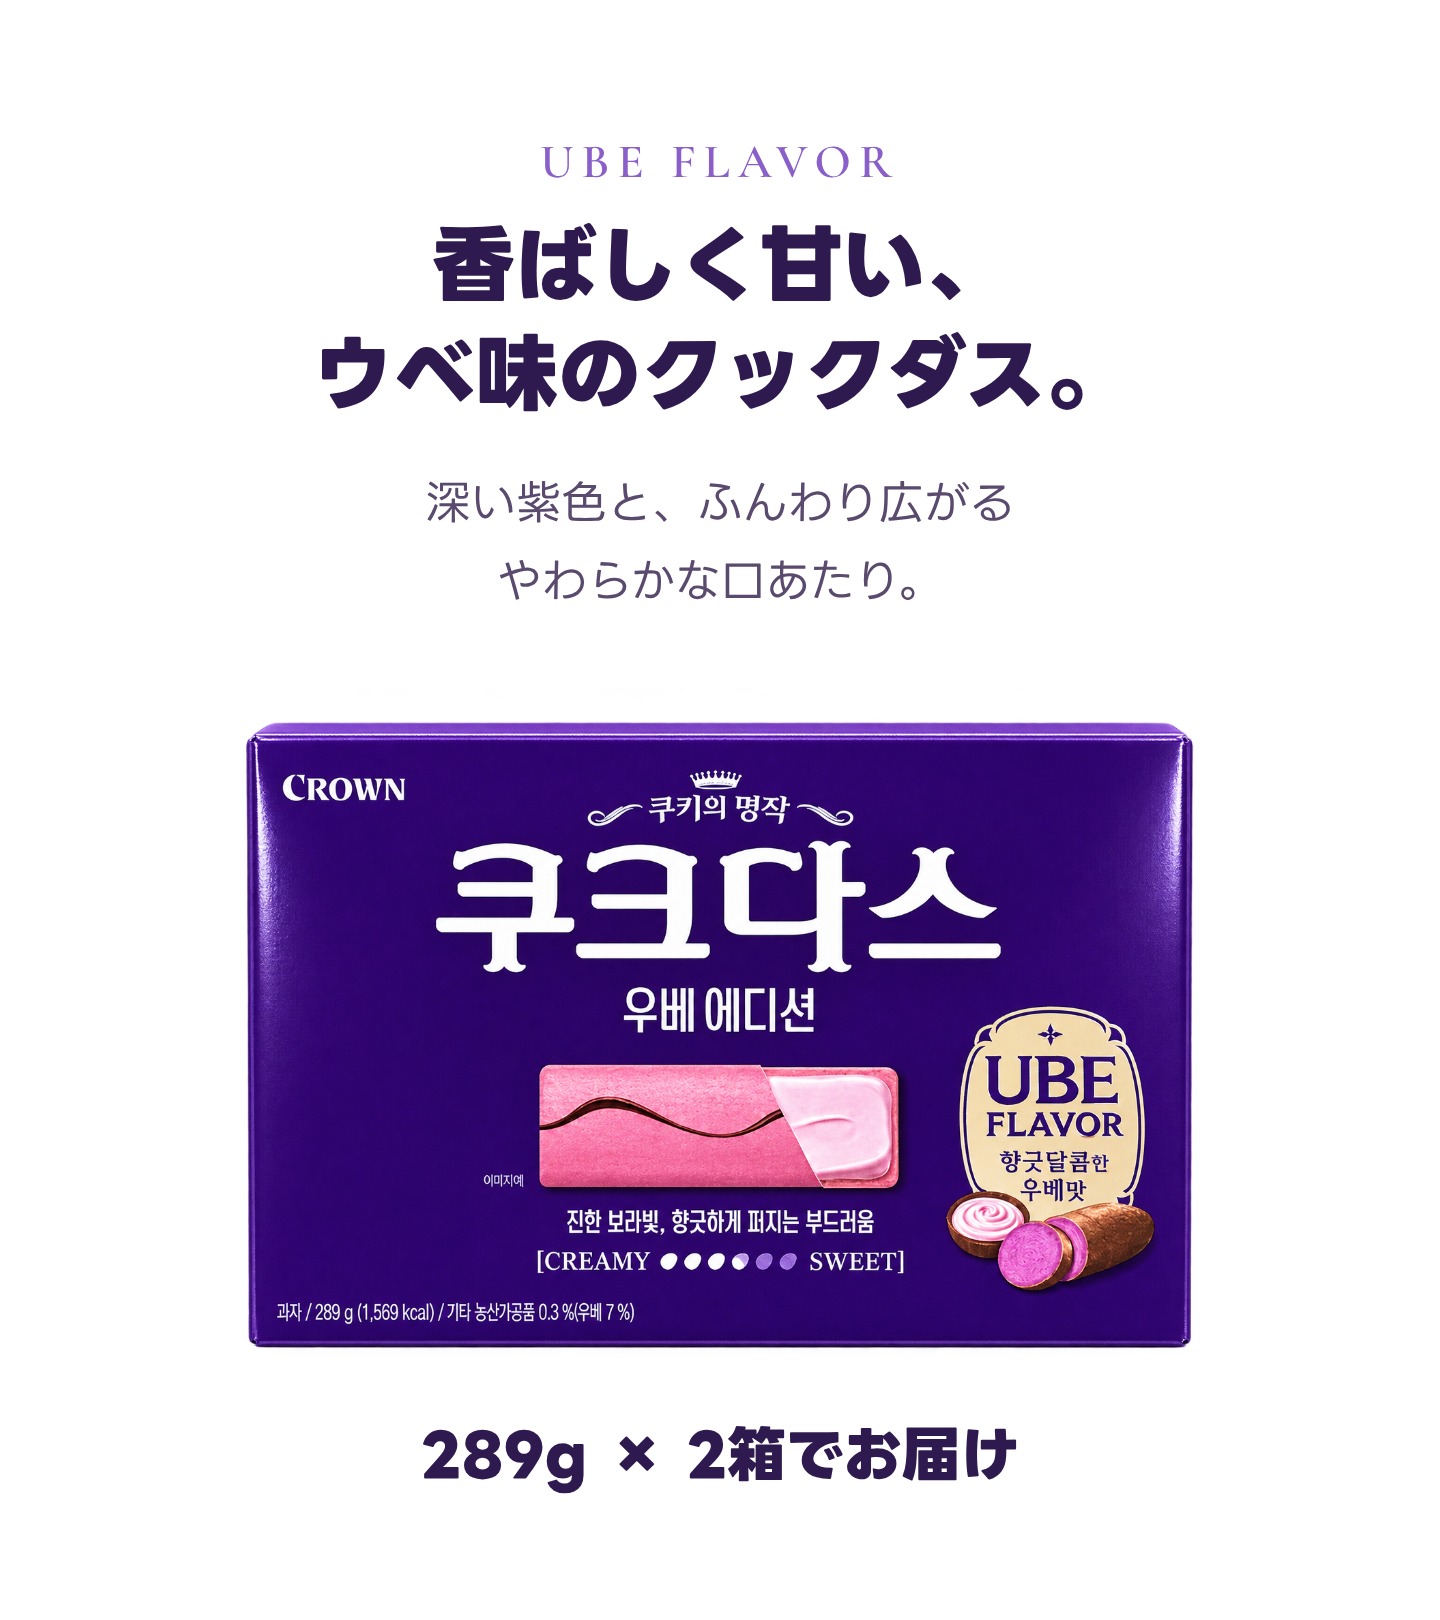 UBE FLAVOR
香ばしく甘い、
ウベ味のクックダス。
深い紫色と、ふんわり広がる
やわらかな口あたり。
CROWN
쿠키의 명작
쿠크다스
우베 에디션
UBE
FLAVOR
향긋달콤한
우베맛
이미지예
진한 보라빛, 향긋하게 퍼지는 부드러움
[CREAMY SWEET]
과자 / 289 g (1,569 kcal) / 기타 농산가공품 0.3 %(우베 7 %)
289g × 2箱でお届け